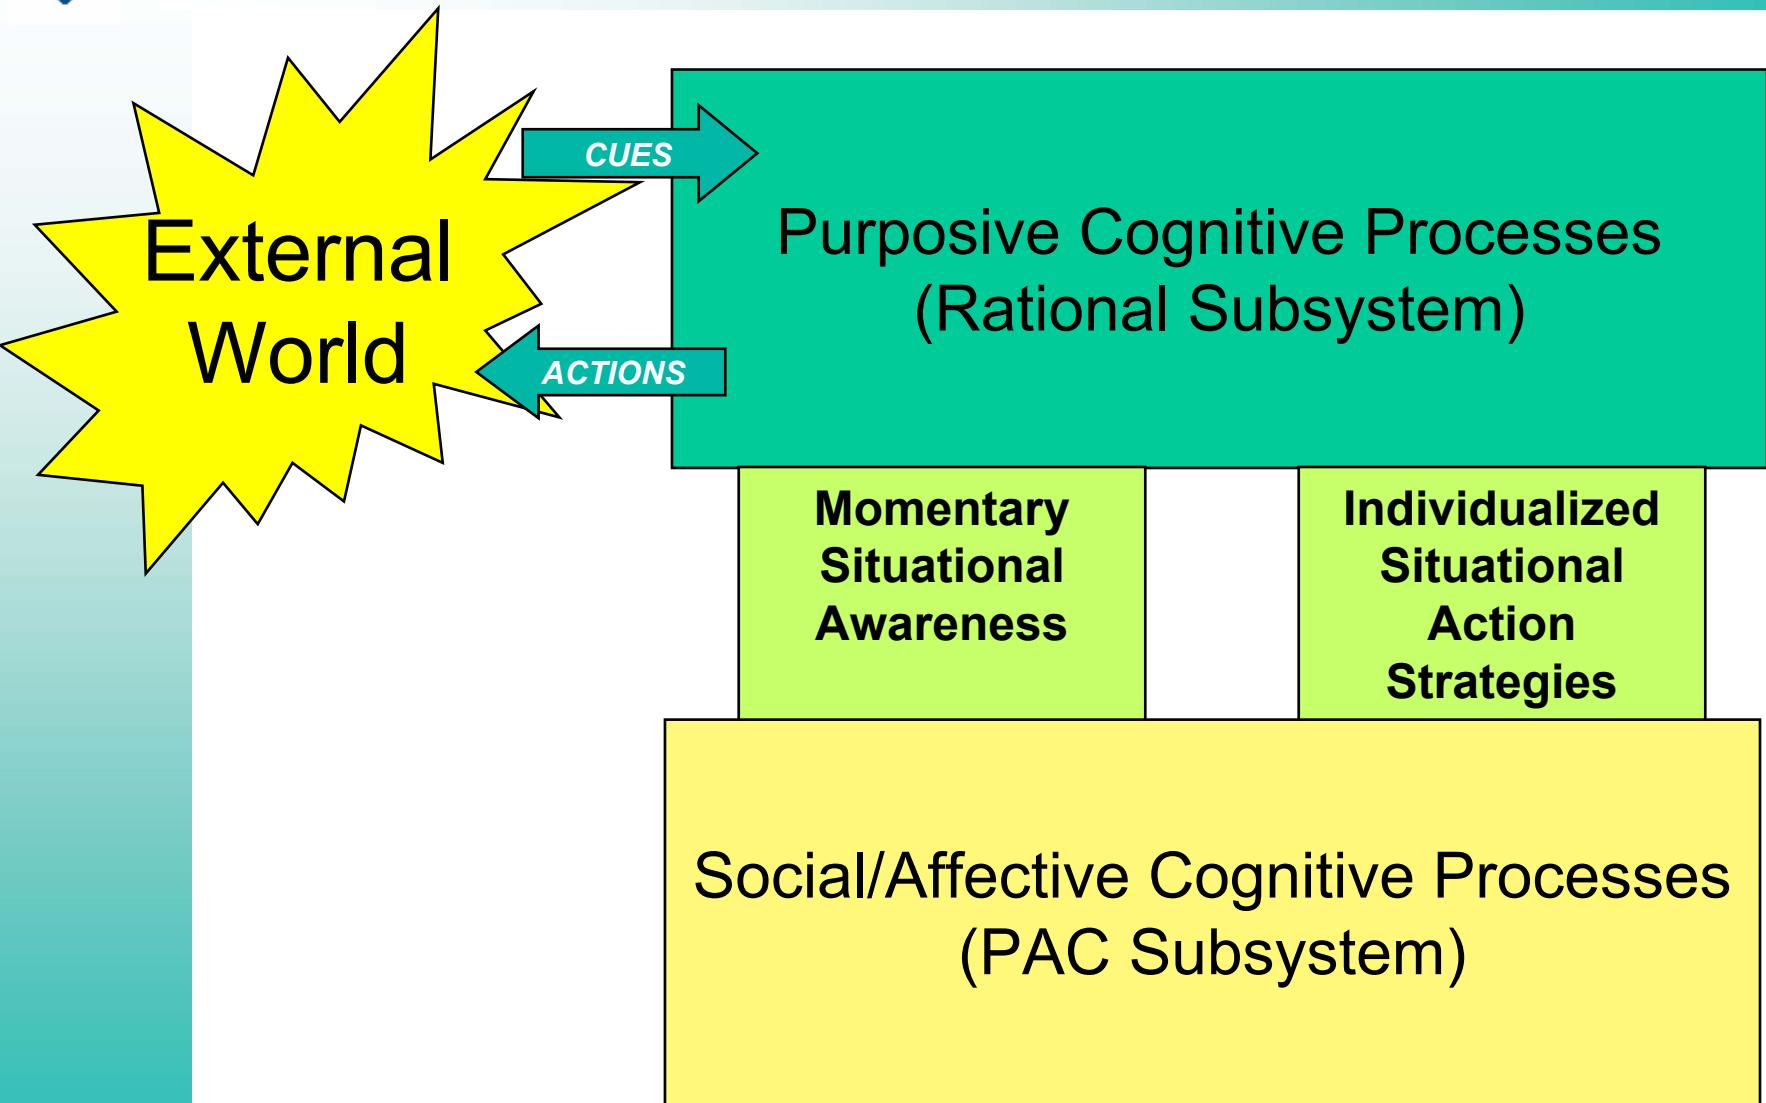 External
World
CUES
ACTIONS
Purposive Cognitive Processes
(Rational Subsystem)
Momentary
Situational
Awareness
Individualized
Situational
Action
Strategies
Social/Affective Cognitive Processes
(PAC Subsystem)